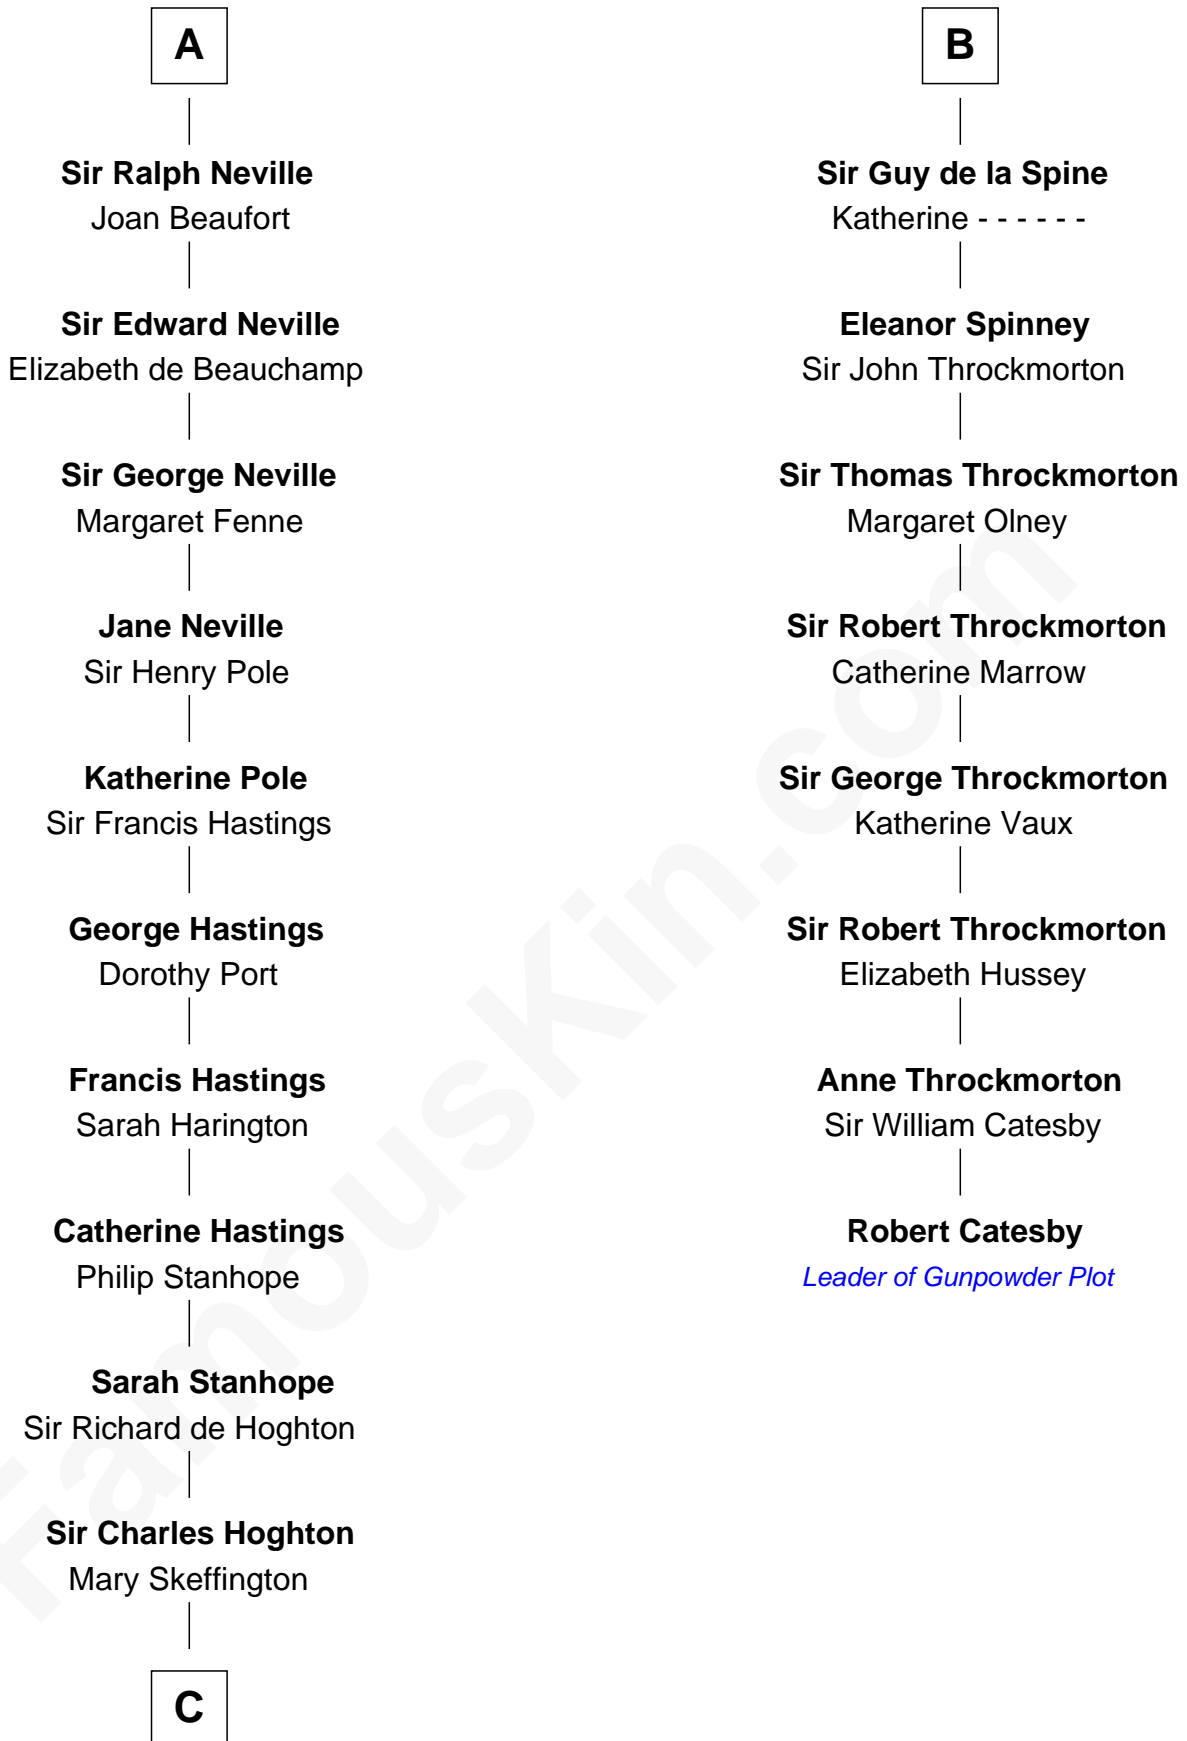 A
Sir Ralph Neville
Joan Beaufort
Sir Edward Neville
Elizabeth de Beauchamp
Sir George Neville
Margaret Fenne
Jane Neville
Sir Henry Pole
Katherine Pole
Sir Francis Hastings
George Hastings
Dorothy Port
Francis Hastings
Sarah Harington
Catherine Hastings
Philip Stanhope
Sarah Stanhope
Sir Richard de Hoghton
Sir Charles Hoghton
Mary Skeffington
C
B
Sir Guy de la Spine
Katherine - - - - - -
Eleanor Spinney
Sir John Throckmorton
Sir Thomas Throckmorton
Margaret Olney
Sir Robert Throckmorton
Catherine Marrow
Sir George Throckmorton
Katherine Vaux
Sir Robert Throckmorton
Elizabeth Hussey
Anne Throckmorton
Sir William Catesby
Robert Catesby
Leader of Gunpowder Plot
FamousKin.com